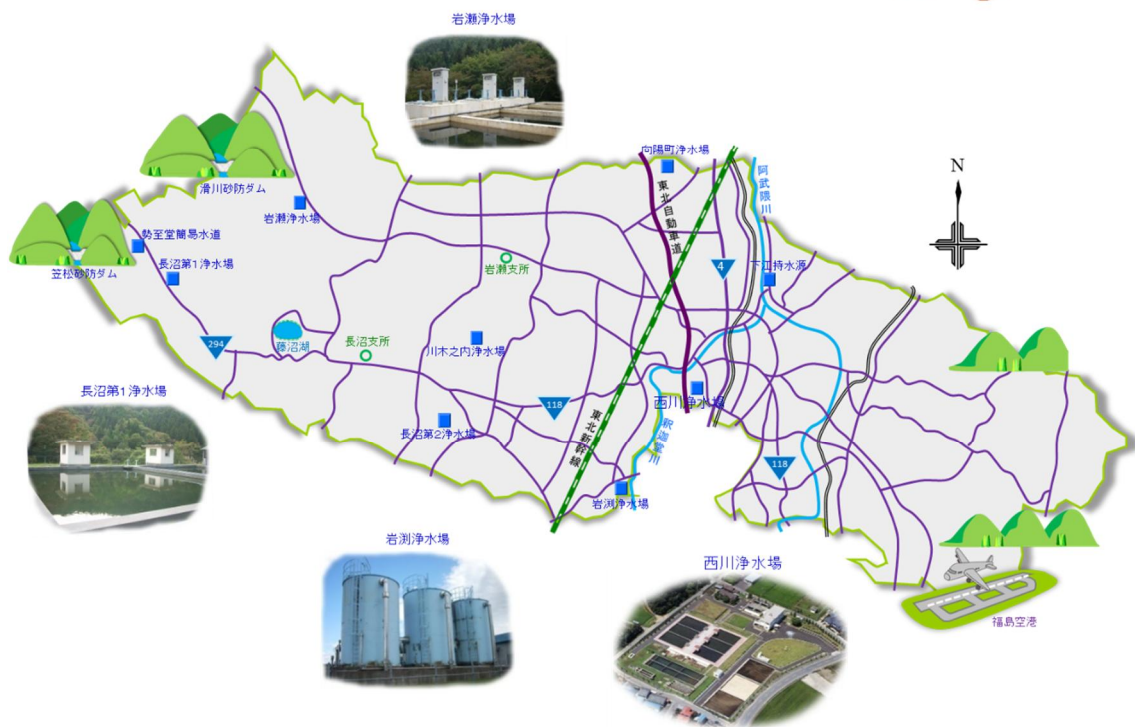 岩瀬浄水場
向陽町浄水場
阿武隈川
東北自動車道
N
滑川砂防ダム
岩瀬浄水場
勢至堂簡易水道
笠松砂防ダム
長沼第1浄水場
岩瀬支所
4
下江持水源
294
藤沼湖
長沼支所
川木之内浄水場
長沼第1浄水場
118
西川浄水場
長沼第2浄水場
東北新幹線
釈迦堂川
118
岩渕浄水場
岩渕浄水場
西川浄水場
福島空港